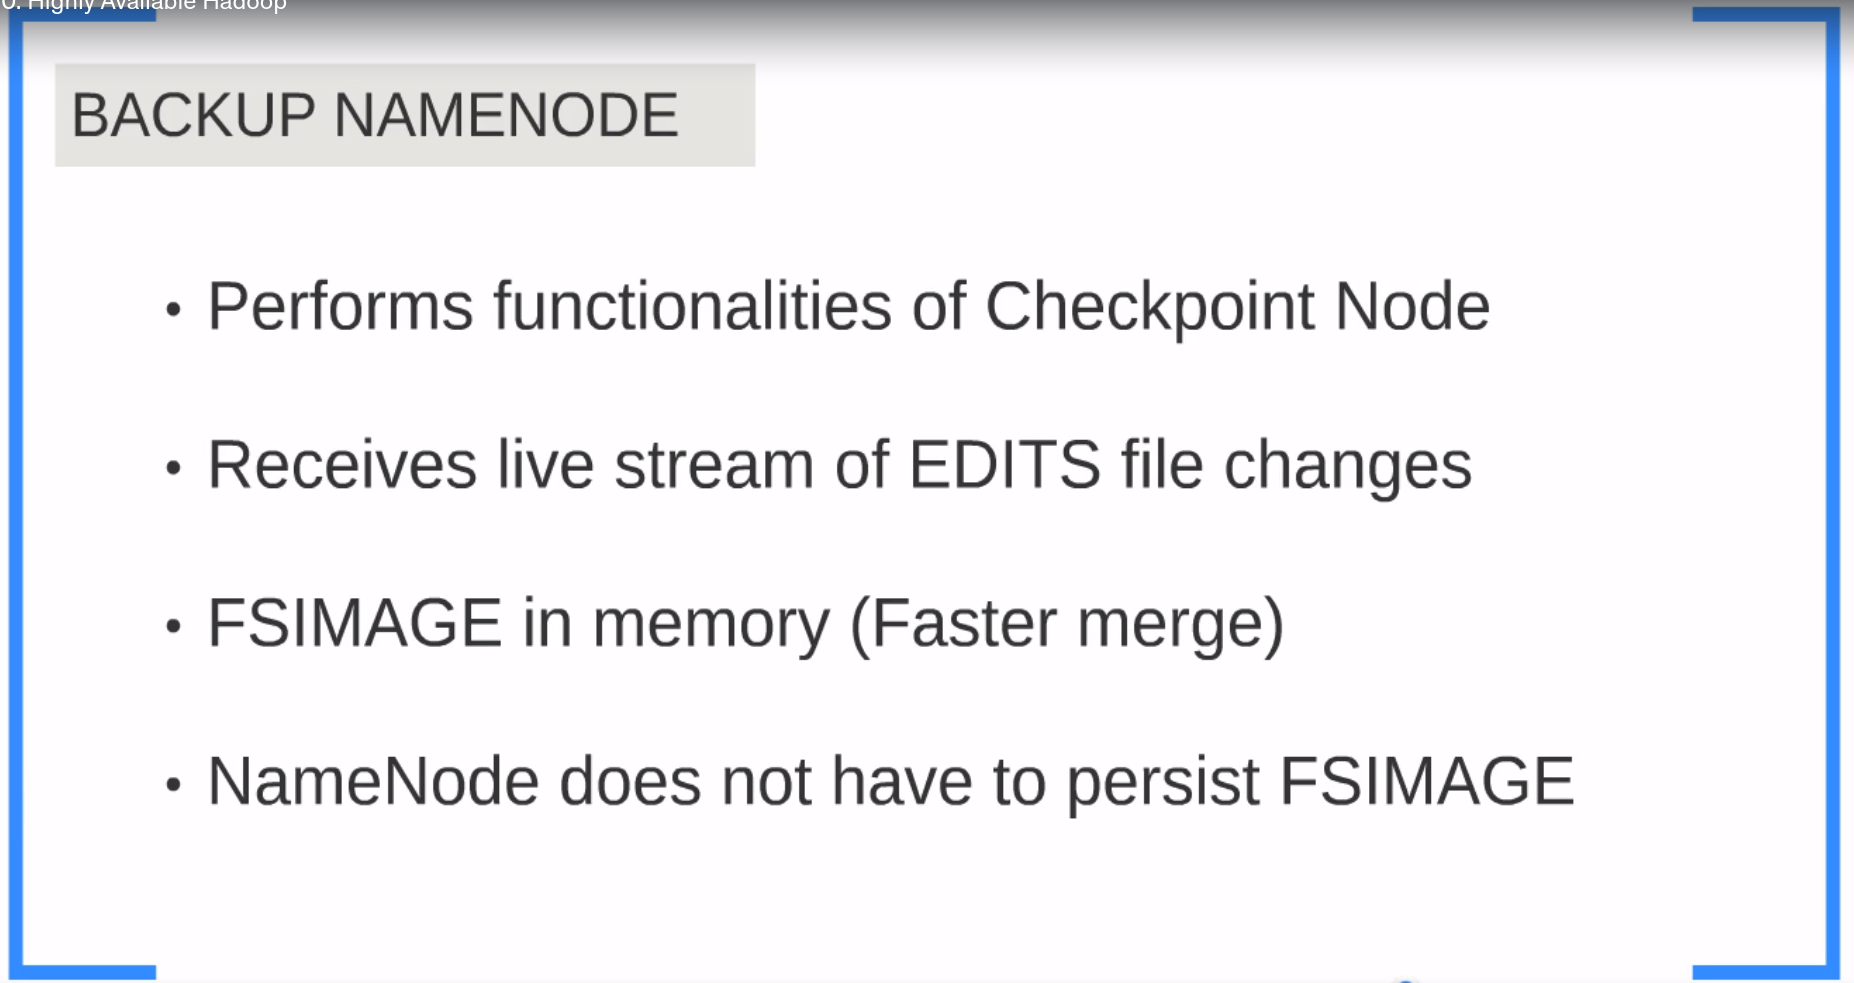 0. Highly Available Hadoop
BACKUP NAMENODE
• Performs functionalities of Checkpoint Node
• Receives live stream of EDITS file changes
• FSIMAGE in memory (Faster merge)
• NameNode does not have to persist FSIMAGE